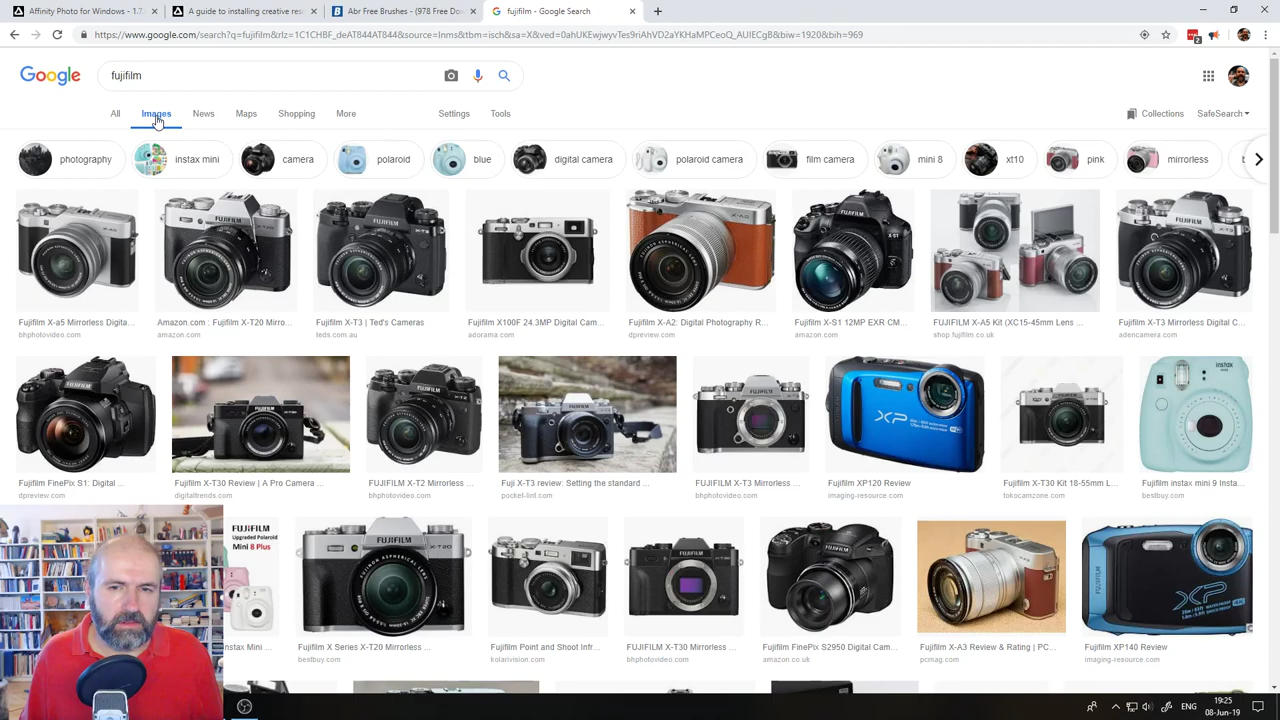 Affinity Photo for Windows - 1.7.
A guide to installing creative res
Abr Free Brushes - (978 Free Dow
fujifilm - Google Search
https://www.google.com/search?q=fujifilm&rlz=1C1CHBF_deAT844AT844&source=lnms&tbm=isch&sa=X&ved=0ahUKEwjwyvTes9riAhVD2aYKHaMPCeoQ_AUIECgB&biw=1920&bih=969
Google
fujifilm
All
Images
News
Maps
Shopping
More
Settings
Tools
Collections
SafeSearch
photography
instax mini
camera
polaroid
blue
digital camera
polaroid camera
film camera
mini 8
xt10
pink
mirrorless
Fujifilm X-a5 Mirrorless Digita...
Amazon.com : Fujifilm X-T20 Mirro...
Fujifilm X-T3 | Ted's Cameras
Fujifilm X100F 24.3MP Digital Cam...
Fujifilm X-A2: Digital Photography R...
Fujifilm X-S1 12MP EXR CM...
FUJIFILM X-A5 Kit (XC15-45mm Lens ...
Fujifilm X-T3 Mirrorless Digital C...
bhphotovideo.com
amazon.com
teds.com.au
adorama.com
dpreview.com
amazon.com
shop.fujifilm.co.uk
adencamera.com
XP
instax
Fujifilm FinePix S1: Digital ...
Fujifilm X-T30 Review | A Pro Camera ...
FUJIFILM X-T2 Mirrorless ...
Fuji X-T3 review: Setting the standard ...
FUJIFILM X-T3 Mirrorless ...
Fujifilm XP120 Review
Fujifilm X-T30 Kit 18-55mm L...
Fujifilm instax mini 9 Insta...
dpreview.com
digitaltrends.com
bhphotovideo.com
pocket-lint.com
bhphotovideo.com
imaging-resource.com
tokocamzone.com
bestbuy.com
FUJIFILM
Upgraded Polaroid
Mini 8 Plus
FUJIFILM
X-T20
XP
nstax Mini ...
Fujifilm X Series X-T20 Mirrorless ...
Fujifilm Point and Shoot Infr...
FUJIFILM X-T30 Mirrorless ...
Fujifilm FinePix S2950 Digital Cam...
Fujifilm X-A3 Review & Rating | PC...
Fujifilm XP140 Review
bestbuy.com
kolarivision.com
bhphotovideo.com
amazon.co.uk
pcmag.com
imaging-resource.com
19:25
08-Jun-19